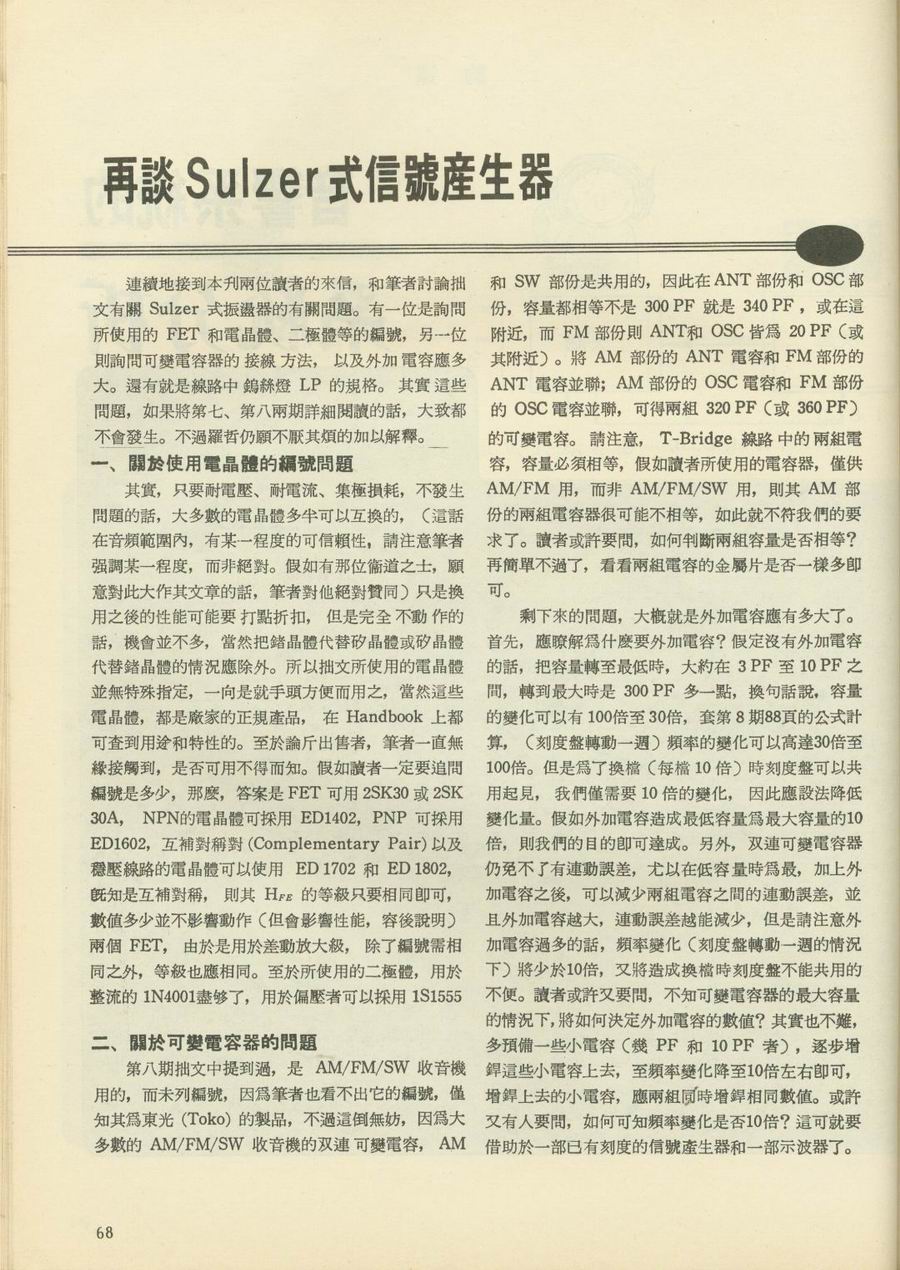 再談 Sulzer 式信號産生器
連續地接到本刋兩位讀者的來信，和筆者討論拙
文有關 Sulzer 式振盪器的有關問題。有一位是詢問
所使用的 FET 和電晶體、二極體等的編號，另一位
則詢問可變電容器的 接線 方法， 以及外加 電容應多
大。還有就是線路中 鎢絲燈 LP 的規格。 其實 這些
問題，如果將第七、第八兩期詳細閱讀的話，大致都
不會發生。不過羅哲仍願不厭其煩的加以解釋。
一、關於使用電晶體的編號問題
其實，只要耐電壓、耐電流、集極損耗，不發生
問題的話，大多數的電晶體多半可以互換的，（這話
在音頻範圍內，有某一程度的可信賴性，請注意筆者
强調某一程度，而非絕對。假如有那位衞道之士，願
意對此大作其文章的話，筆者對他絕對贊同）只是換
用之後的性能可能要 打點折扣， 但是完全 不動 作的
話，機會並不多，當然把鍺晶體代替矽晶體或矽晶體
代替鍺晶體的情況應除外。所以拙文所使用的電晶體
並無特殊指定，一向是就手頭方便而用之，當然這些
電晶體，都是廠家的正規產品， 在 Handbook 上都
可查到用途和特性的。至於論斤出售者，筆者一直無
緣接觸到，是否可用不得而知。假如讀者一定要追問
編號是多少，那麽，答案是 FET 可用 2SK30 或 2SK
30A， NPN的電晶體可採用 ED1402，PNP 可採用
ED1602，互補對稱對 (Complementary Pair) 以及
穩壓線路的電晶體可以使用 ED 1702 和 ED 1802，
旣知是互補對稱， 則其 HFE 的等級只要相同卽可，
數値多少並不影響動作（但會影響性能，容後說明）
兩個 FET， 由於是用於差動放大級， 除了編號需相
同之外，等級也應相同。至於所使用的二極體，用於
整流的 1N4001盡够了，用於偏壓者可以採用 1S1555
二、關於可變電容器的問題
第八期拙文中提到過，是 AM/FM/SW 收音機
用的，而未列編號，因爲筆者也看不出它的編號，僅
知其爲東光 (Toko) 的製品，不過這倒無妨，因爲大
多數的 AM/FM/SW 收音機的双連 可變電容， AM
和 SW 部份是共用的，因此在 ANT 部份和 OSC 部
份，容量都相等不是 300 PF 就是 340 PF ，或在這
附近，而 FM 部份則 ANT和 OSC 皆爲 20 PF（或
其附近）。將 AM 部份的 ANT 電容和 FM 部份的
ANT 電容並聯；AM 部份的 OSC 電容和 FM 部份
的 OSC 電容並聯，可得兩組 320 PF（或 360 PF）
的可變電容。 請注意， T-Bridge 線路 中的 兩組電
容，容量必須相等，假如讀者所使用的電容器，僅供
AM/FM 用，而非 AM/FM/SW 用，則其 AM 部
份的兩組電容器很可能不相等，如此就不符我們的要
求了。讀者或許要問，如何判斷兩組容量是否相等？
再簡單不過了，看看兩組電容的金屬片是否一樣多卽
可。
剩下來的問題，大概就是外加電容應有多大了。
首先，應瞭解爲什麽要外加電容？假定沒有外加電容
的話，把容量轉至最低時，大約在 3 PF 至 10 PF 之
間，轉到最大時是 300 PF 多一點，換句話說，容量
的變化可以有 100倍至 30倍，套第 8 期88頁的公式計
算，（刻度盤轉動一週）頻率的變化可以高達30倍至
100倍。但是爲了換檔（每檔 10 倍）時刻度盤可以共
用起見， 我們僅需要 10 倍的變化， 因此應設法降低
變化量。假如外加電容造成最低容量爲最大容量的10
倍，則我們的目的卽可達成。另外，双連可變電容器
仍免不了有連動誤差，尤以在低容量時爲最，加上外
加電容之後，可以減少兩組電容之間的連動誤差，並
且外加電容越大，連動誤差越能減少，但是請注意外
加電容過多的話，頻率變化（刻度盤轉動一週的情況
下）將少於10倍，又將造成換檔時刻度盤不能共用的
不便。讀者或許又要問，不知可變電容器的最大容量
的情況下，將如何決定外加電容的數値？其實也不難，
多預備一些小電容（幾 PF 和 10 PF 者），逐步增
銲這些小電容上去，至頻率變化降至10倍左右卽可，
增銲上去的小電容，應兩組同時增銲相同數値。或許
又有人要問，如何可知頻率變化是否10倍？這可就要
借助於一部已有刻度的信號產生器和一部示波器了。
68